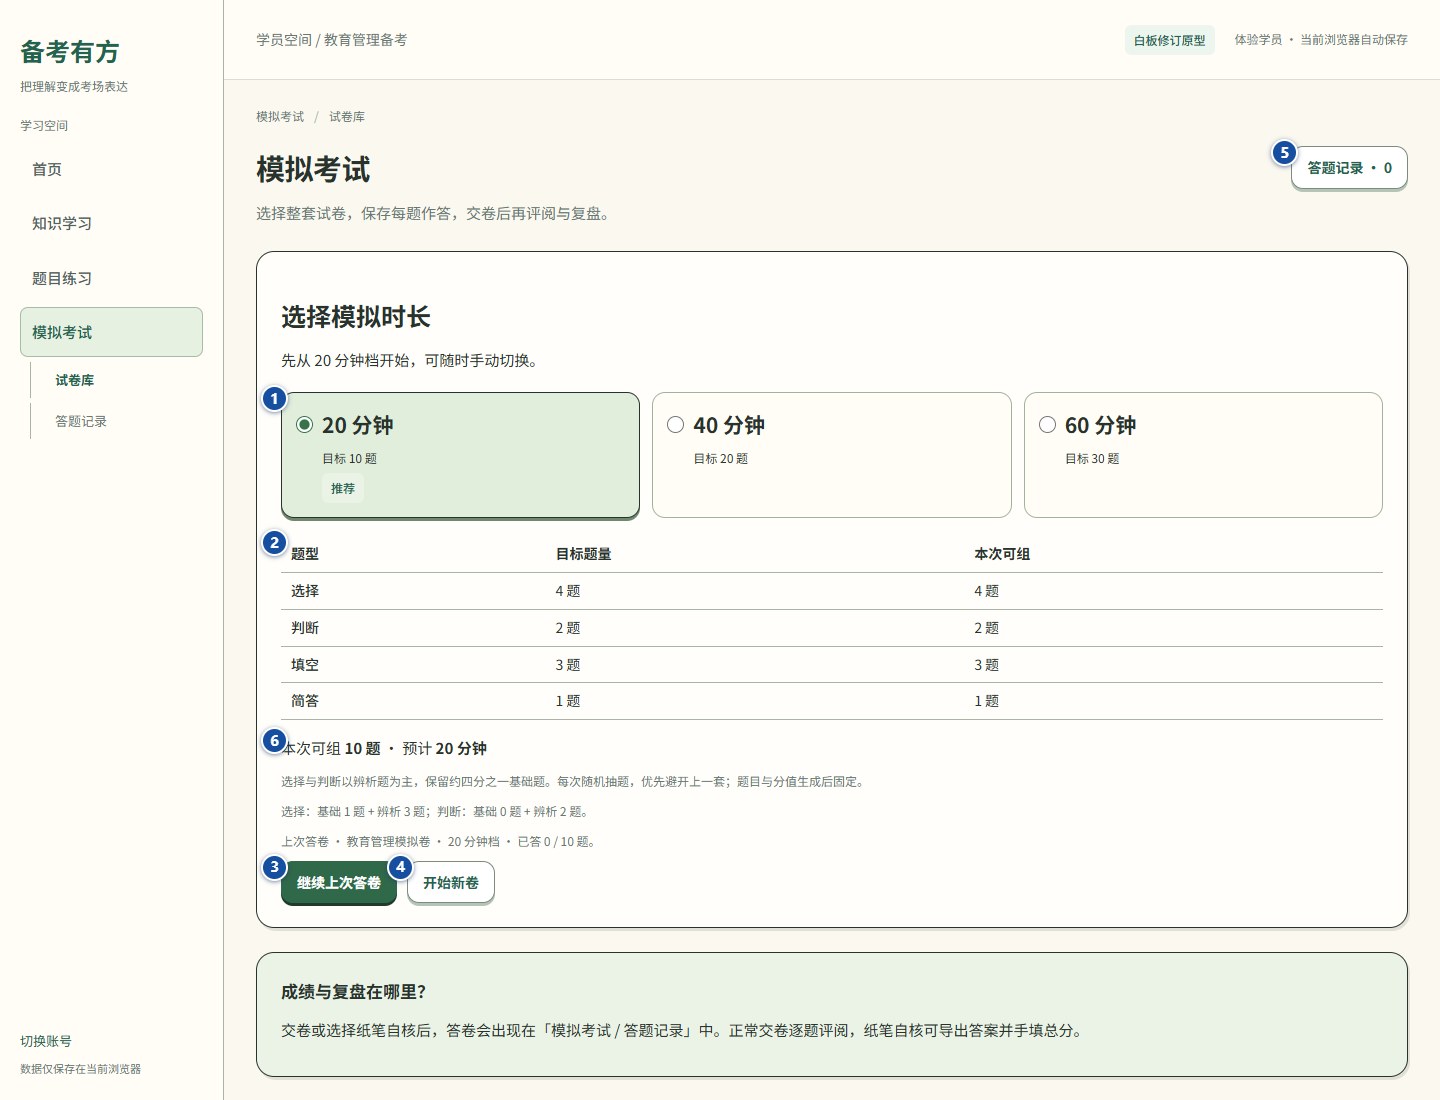 备考有方
把理解变成考场表达
学习空间
首页
知识学习
题目练习
模拟考试
试卷库
答题记录
切换账号
数据仅保存在当前浏览器
学员空间 / 教育管理备考
白板修订原型
体验学员 · 当前浏览器自动保存
模拟考试 / 试卷库
模拟考试
5
答题记录 · 0
选择整套试卷，保存每题作答，交卷后再评阅与复盘。
选择模拟时长
先从 20 分钟档开始，可随时手动切换。
1
20 分钟
目标 10 题
推荐
40 分钟
目标 20 题
60 分钟
目标 30 题
2
题型 目标题量 本次可组
选择 4 题 4 题
判断 2 题 2 题
填空 3 题 3 题
简答 1 题 1 题
6
本次可组 10 题 · 预计 20 分钟
选择与判断以辨析题为主，保留约四分之一基础题。每次随机抽题，优先避开上一套；题目与分值生成后固定。
选择：基础 1 题 + 辨析 3 题；判断：基础 0 题 + 辨析 2 题。
上次答卷 · 教育管理模拟卷 · 20 分钟档 · 已答 0 / 10 题。
3
继续上次答卷
4
开始新卷
成绩与复盘在哪里？
交卷或选择纸笔自核后，答卷会出现在「模拟考试 / 答题记录」中。正常交卷逐题评阅，纸笔自核可导出答案并手填总分。